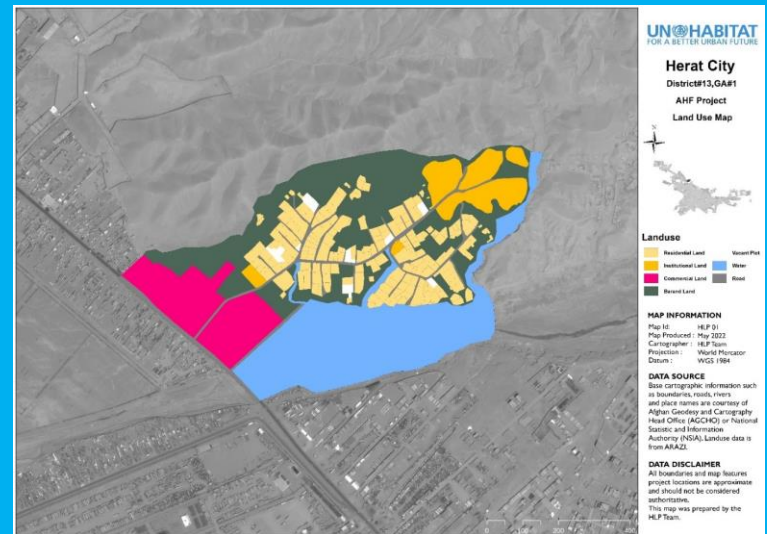 UN HABITAT
FOR A BETTER URBAN FUTURE
Herat City
District#13,GA#1
AHF Project
Land Use Map
N
Landuse
Residential Land
Vacant Plot
Institutional Land
Water
Commercial Land
Road
Barand Land
MAP INFORMATION
Map Id: HLP 01
Map Produced : May 2022
Cartographer : HLP Team
Projection : World Mercator
Datum : WGS 1984
DATA SOURCE
Base cartographic information such
as boundaries, roads, rivers
and place names are courtesy of
Afghan Geodesy and Cartography
Head Office (AGCHO) or National
Statistic and Information
Authority (NSIA). Landuse data is
from ARAZI.
DATA DISCLAIMER
All boundaries and map features
project locations are approximate
and should not be considered
authoritative.
This map was prepared by the
HLP Team.